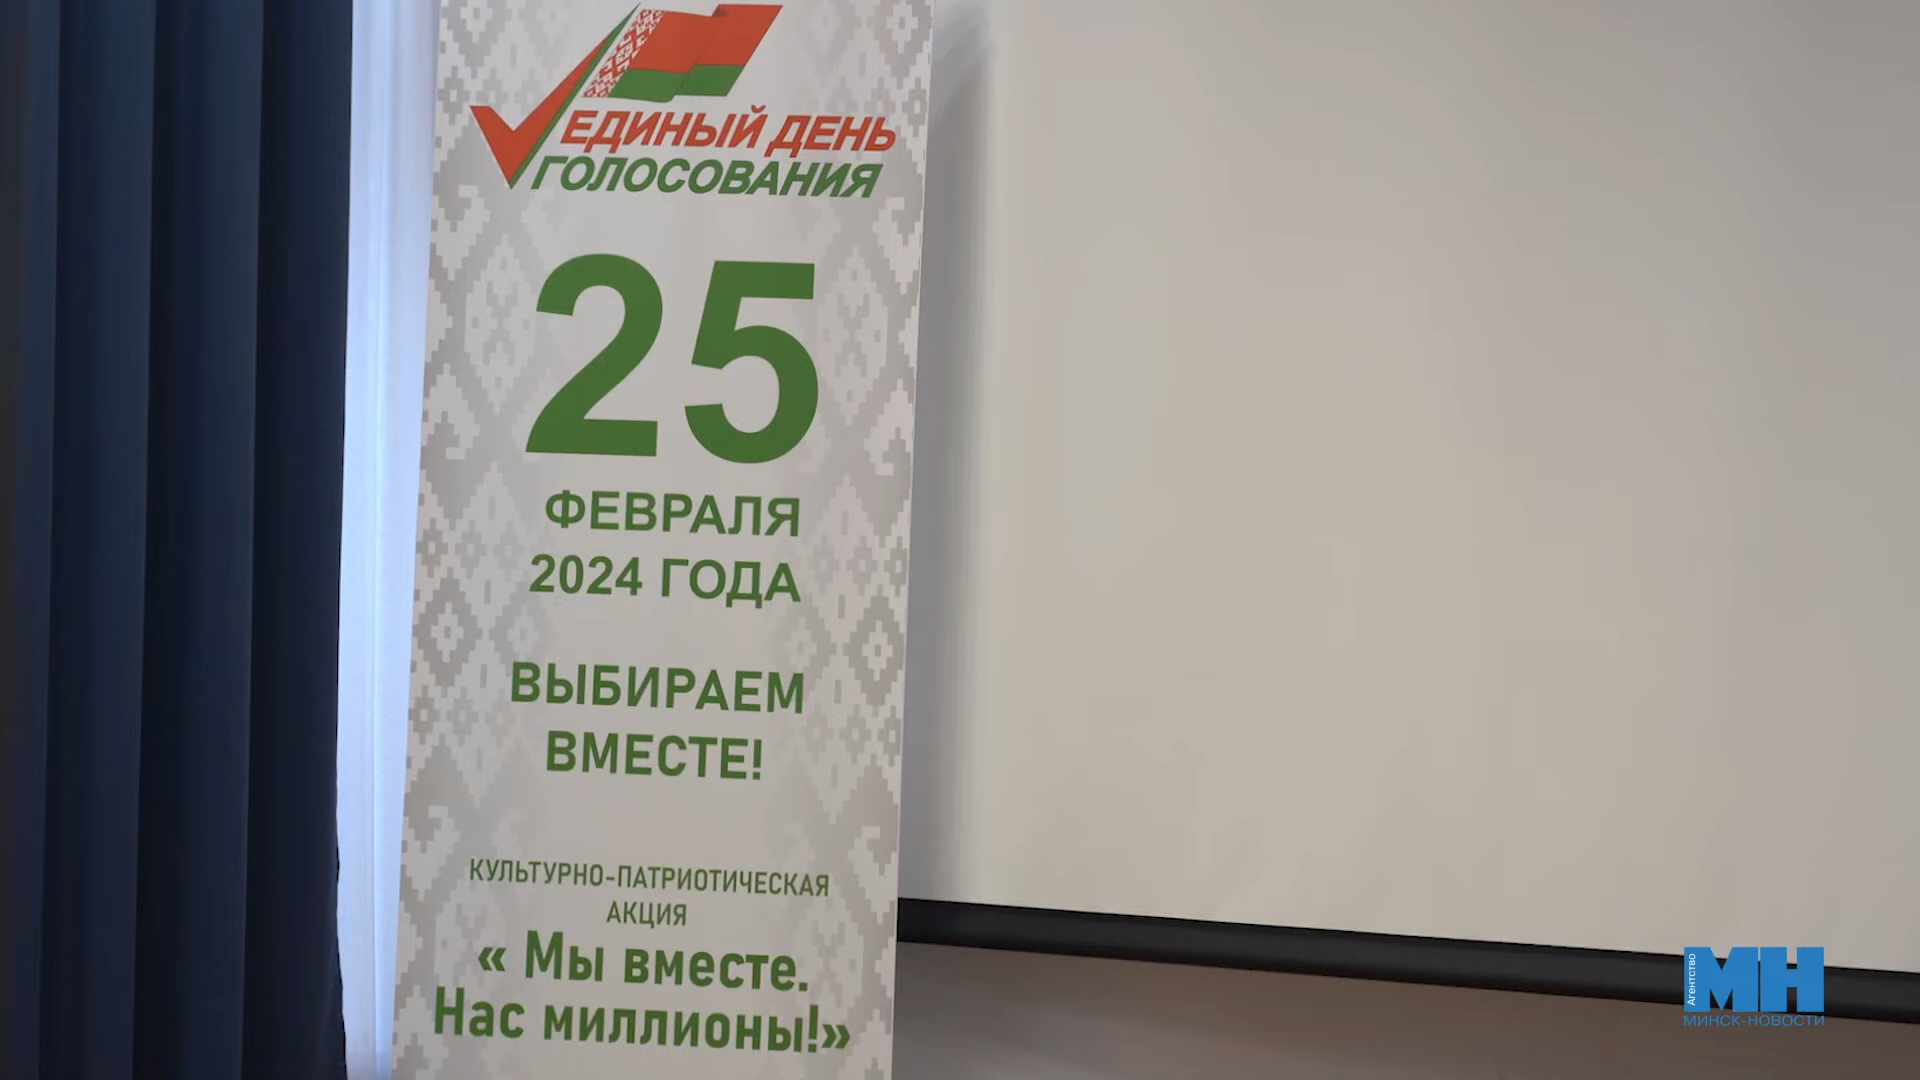 ЕДИНЫЙ ДЕНЬ
ГОЛОСОВАНИЯ
25
ФЕВРАЛЯ
2024 ГОДА
ВЫБИРАЕМ
ВМЕСТЕ!
КУЛЬТУРНО-ПАТРИОТИЧЕСКАЯ
АКЦИЯ
« Мы вместе.
Нас миллионы!»
Агентство
МН
МИНСК-НОВОСТИ